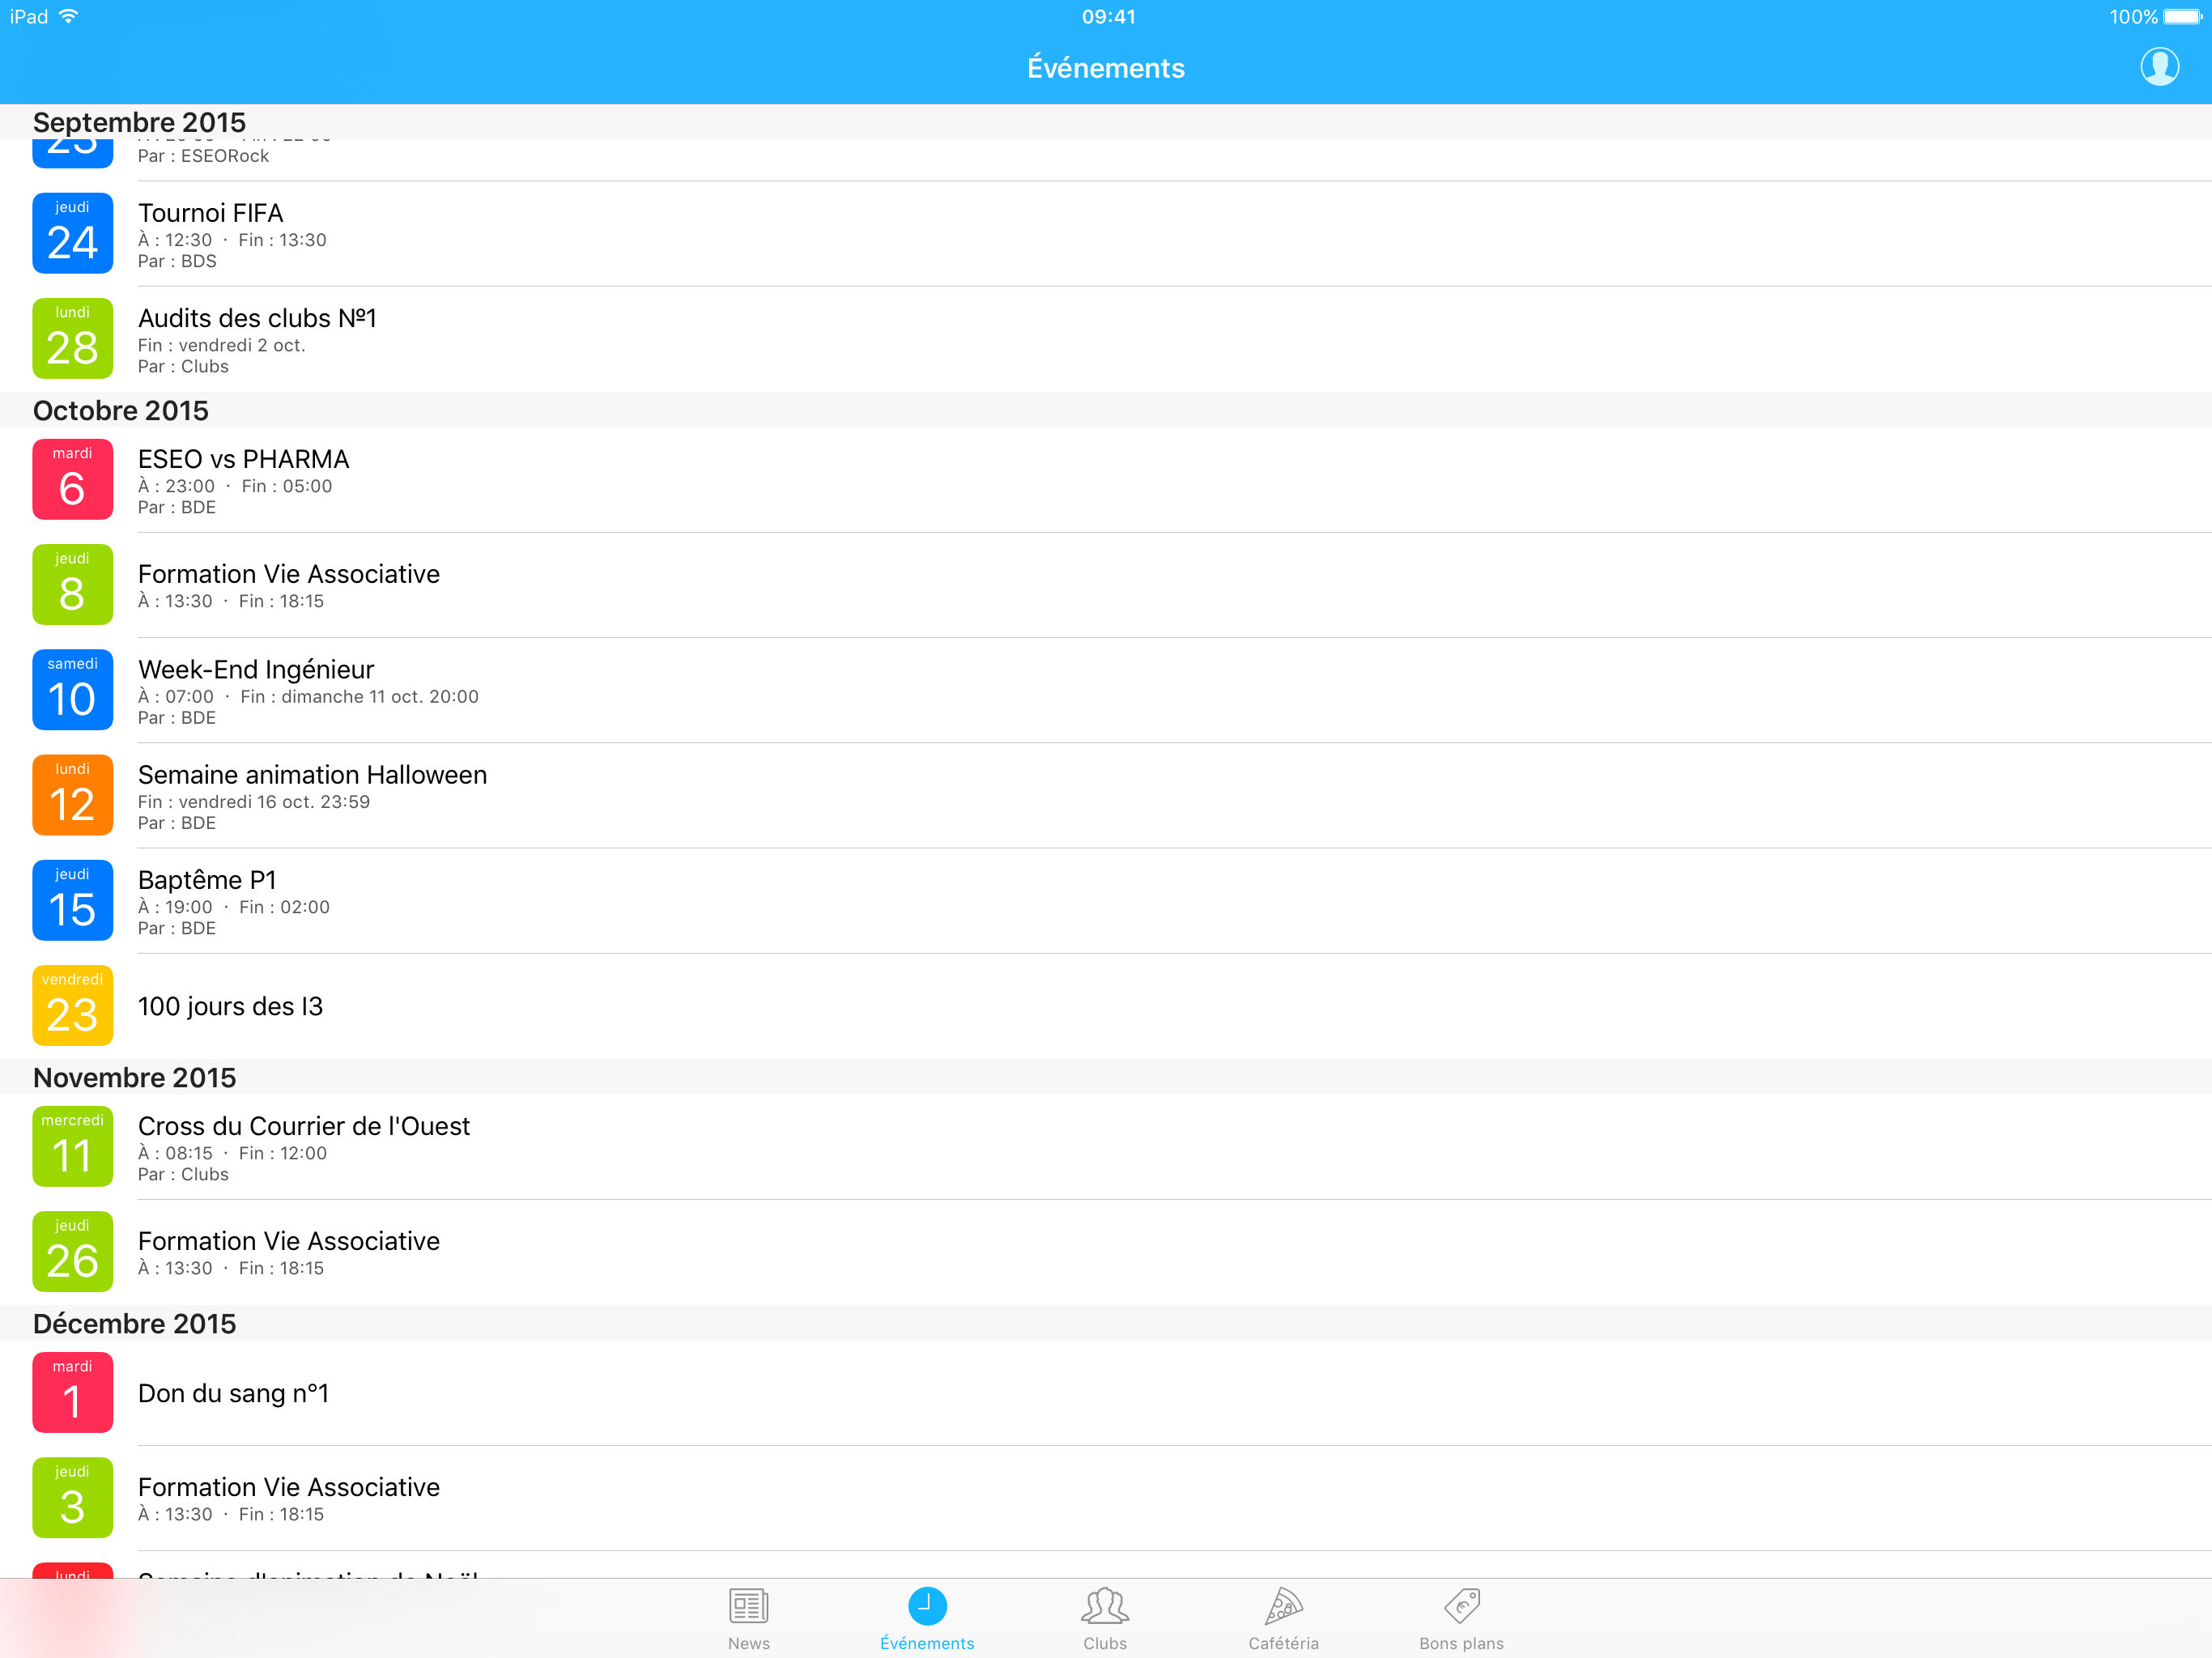 iPad 09:41 100%
Événements
Septembre 2015
Par : ESEORock
jeudi
24
Tournoi FIFA
À : 12:30 · Fin : 13:30
Par : BDS
lundi
28
Audits des clubs Nº1
Fin : vendredi 2 oct.
Par : Clubs
Octobre 2015
mardi
6
ESEO vs PHARMA
À : 23:00 · Fin : 05:00
Par : BDE
jeudi
8
Formation Vie Associative
À : 13:30 · Fin : 18:15
samedi
10
Week-End Ingénieur
À : 07:00 · Fin : dimanche 11 oct. 20:00
Par : BDE
lundi
12
Semaine animation Halloween
Fin : vendredi 16 oct. 23:59
Par : BDE
jeudi
15
Baptême P1
À : 19:00 · Fin : 02:00
Par : BDE
vendredi
23
100 jours des I3
Novembre 2015
mercredi
11
Cross du Courrier de l'Ouest
À : 08:15 · Fin : 12:00
Par : Clubs
jeudi
26
Formation Vie Associative
À : 13:30 · Fin : 18:15
Décembre 2015
mardi
1
Don du sang n°1
jeudi
3
Formation Vie Associative
À : 13:30 · Fin : 18:15
lundi
Semaine d'animation de Noël
News
Événements
Clubs
Cafétéria
Bons plans